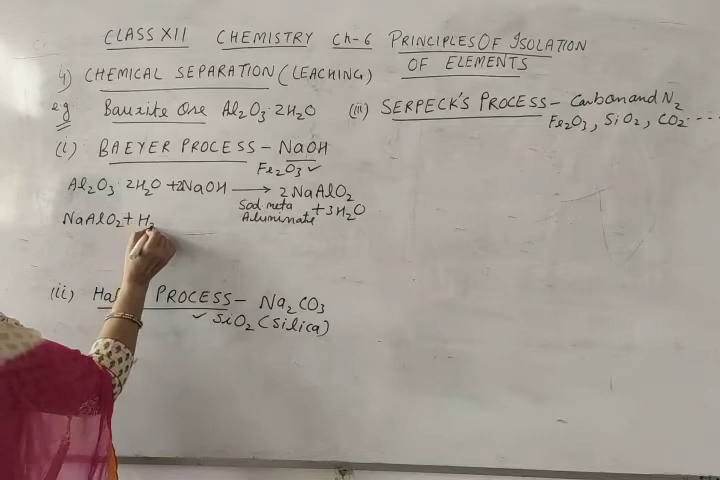 CLASS XII CHEMISTRY Ch-6 PRINCIPLES OF ISOLATION
OF ELEMENTS
4) CHEMICAL SEPARATION (LEACHING)
eg Bauxite Ore Al₂O₃·2H₂O
(i) BAEYER PROCESS - NaOH
Fe₂O₃ ✓
Al₂O₃·2H₂O + 2NaOH ⟶ 2NaAlO₂
Sod meta + 3H₂O
Aluminate
NaAlO₂ + H₂
(ii) PROCESS - Na₂CO₃
✓ SiO₂ (Silica)
(iii) SERPECK'S PROCESS - Carbon and N₂
Fe₂O₃, SiO₂, CO₂ ----